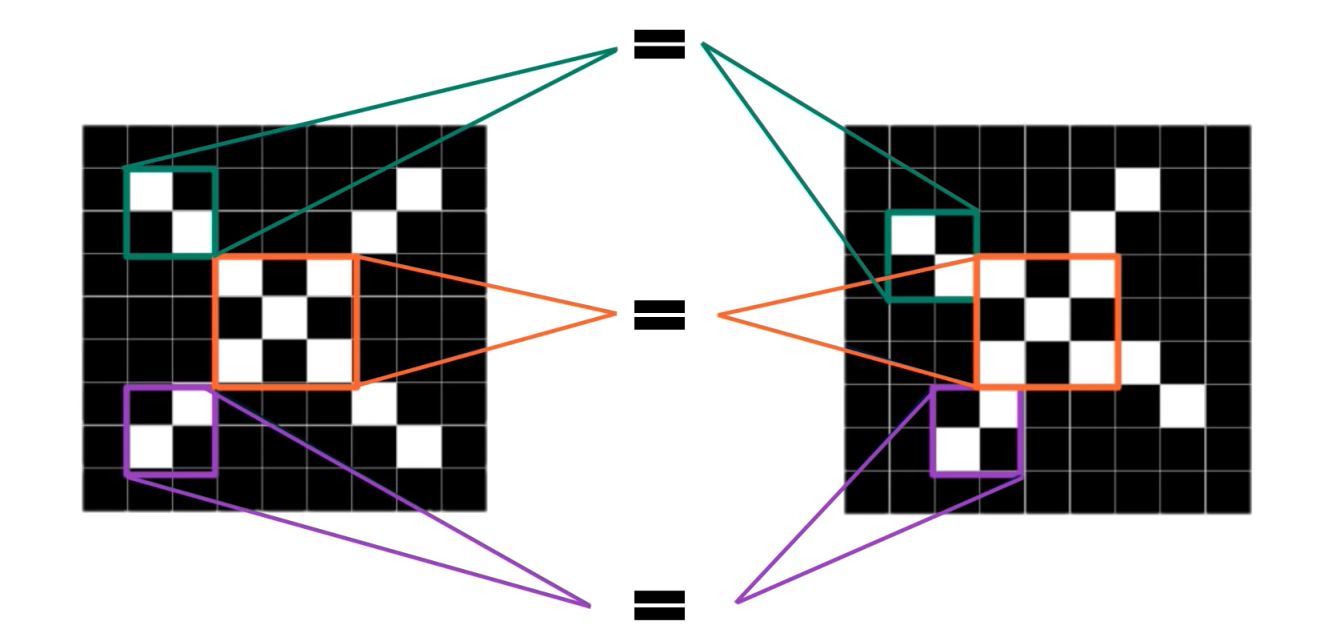 =
=
=